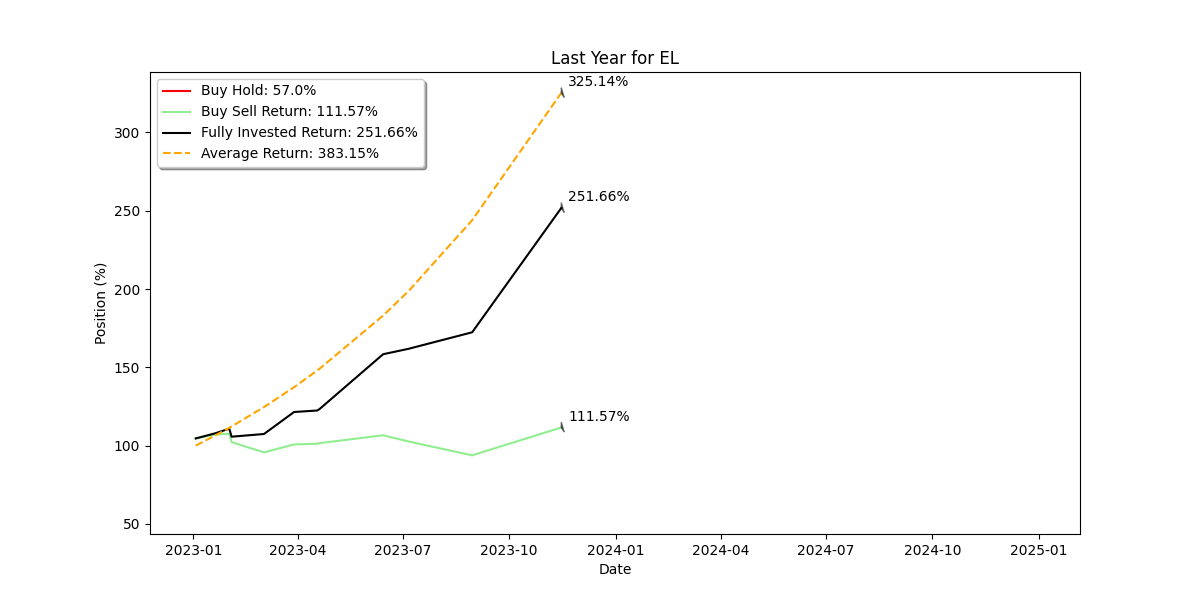 Last Year for EL
325.14%
Buy Hold: 57.0%
Buy Sell Return: 111.57%
Fully Invested Return: 251.66%
Average Return: 383.15%
300
250
251.66%
200
Position (%)
150
111.57%
100
50
2023-01 2023-04 2023-07 2023-10 2024-01 2024-04 2024-07 2024-10 2025-01
Date